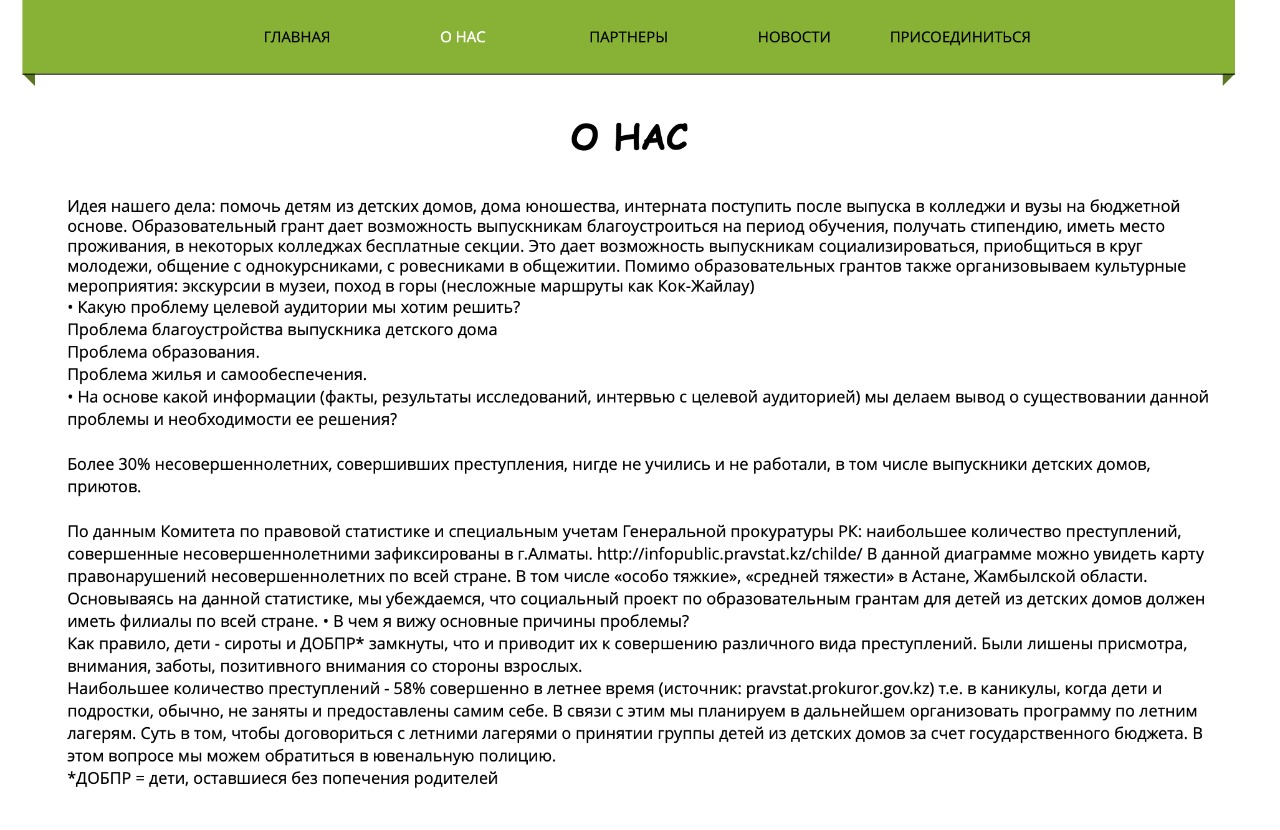 ГЛАВНАЯ О НАС ПАРТНЕРЫ НОВОСТИ ПРИСОЕДИНИТЬСЯ
О НАС
Идея нашего дела: помочь детям из детских домов, дома юношества, интерната поступить после выпуска в колледжи и вузы на бюджетной
основе. Образовательный грант дает возможность выпускникам благоустроиться на период обучения, получать стипендию, иметь место
проживания, в некоторых колледжах бесплатные секции. Это дает возможность выпускникам социализироваться, приобщиться в круг
молодежи, общение с однокурсниками, с ровесниками в общежитии. Помимо образовательных грантов также организовываем культурные
мероприятия: экскурсии в музеи, поход в горы (несложные маршруты как Кок-Жайлау)
• Какую проблему целевой аудитории мы хотим решить?
Проблема благоустройства выпускника детского дома
Проблема образования.
Проблема жилья и самообеспечения.
• На основе какой информации (факты, результаты исследований, интервью с целевой аудиторией) мы делаем вывод о существовании данной
проблемы и необходимости ее решения?
Более 30% несовершеннолетних, совершивших преступления, нигде не учились и не работали, в том числе выпускники детских домов,
приютов.
По данным Комитета по правовой статистике и специальным учетам Генеральной прокуратуры РК: наибольшее количество преступлений,
совершенные несовершеннолетними зафиксированы в г.Алматы. http://infopublic.pravstat.kz/childe/ В данной диаграмме можно увидеть карту
правонарушений несовершеннолетних по всей стране. В том числе «особо тяжкие», «средней тяжести» в Астане, Жамбылской области.
Основываясь на данной статистике, мы убеждаемся, что социальный проект по образовательным грантам для детей из детских домов должен
иметь филиалы по всей стране. • В чем я вижу основные причины проблемы?
Как правило, дети - сироты и ДОБПР* замкнуты, что и приводит их к совершению различного вида преступлений. Были лишены присмотра,
внимания, заботы, позитивного внимания со стороны взрослых.
Наибольшее количество преступлений - 58% совершенно в летнее время (источник: pravstat.prokuror.gov.kz) т.е. в каникулы, когда дети и
подростки, обычно, не заняты и предоставлены самим себе. В связи с этим мы планируем в дальнейшем организовать программу по летним
лагерям. Суть в том, чтобы договориться с летними лагерями о принятии группы детей из детских домов за счет государственного бюджета. В
этом вопросе мы можем обратиться в ювенальную полицию.
*ДОБПР = дети, оставшиеся без попечения родителей